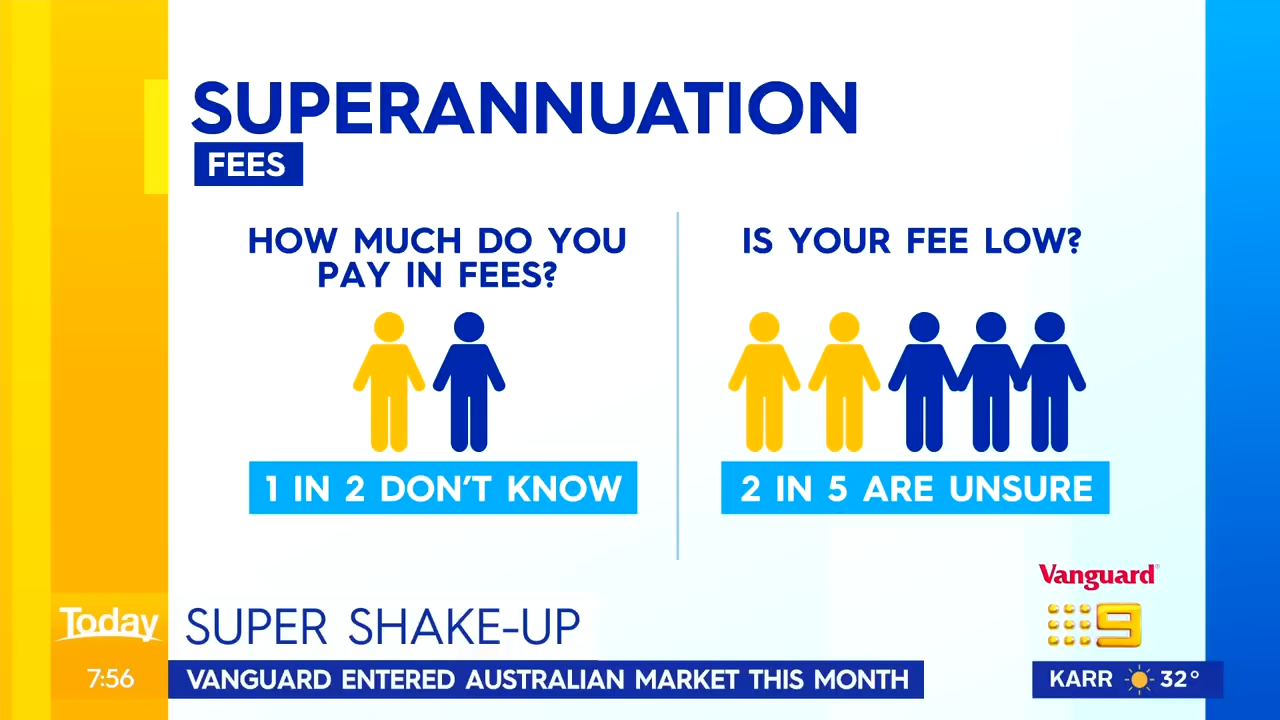 SUPERANNUATION
FEES
HOW MUCH DO YOU
PAY IN FEES?
1 IN 2 DON'T KNOW
IS YOUR FEE LOW?
2 IN 5 ARE UNSURE
Vanguard
9
Today
SUPER SHAKE-UP
7:56
VANGUARD ENTERED AUSTRALIAN MARKET THIS MONTH
KARR 32°